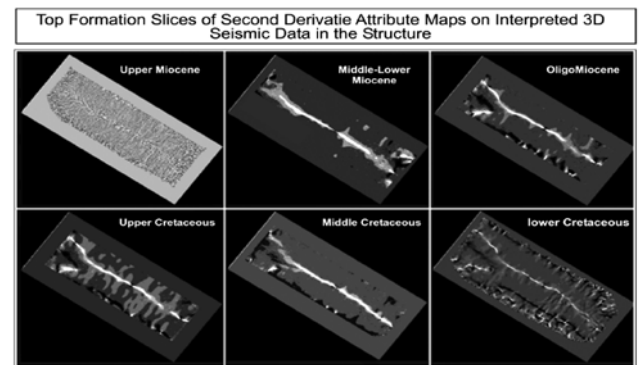 Top Formation Slices of Second Derivatie Attribute Maps on Interpreted 3D
Seismic Data in the Structure
Upper Miocene
Middle-Lower
Miocene
OligoMiocene
Upper Cretaceous
Middle Cretaceous
lower Cretaceous